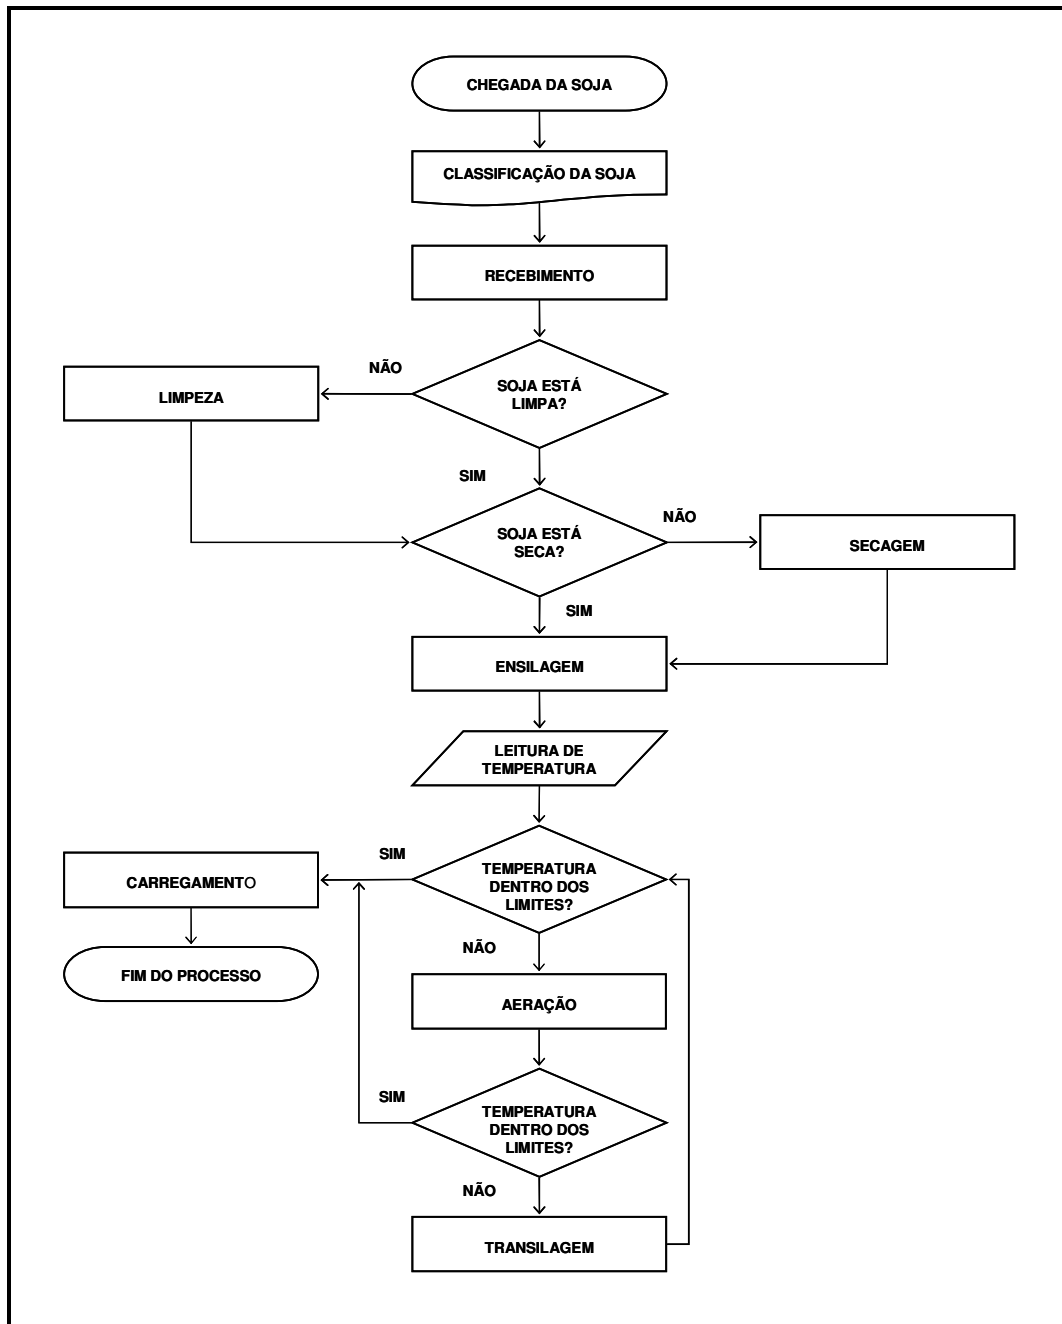 CHEGADA DA SOJA
CLASSIFICAÇÃO DA SOJA
RECEBIMENTO
NÃO
SOJA ESTÁ
LIMPA?
LIMPEZA
SIM
NÃO
SOJA ESTÁ
SECA?
SECAGEM
SIM
ENSILAGEM
LEITURA DE
TEMPERATURA
SIM
TEMPERATURA
DENTRO DOS
LIMITES?
CARREGAMENTO
NÃO
FIM DO PROCESSO
AERAÇÃO
SIM
TEMPERATURA
DENTRO DOS
LIMITES?
NÃO
TRANSILAGEM